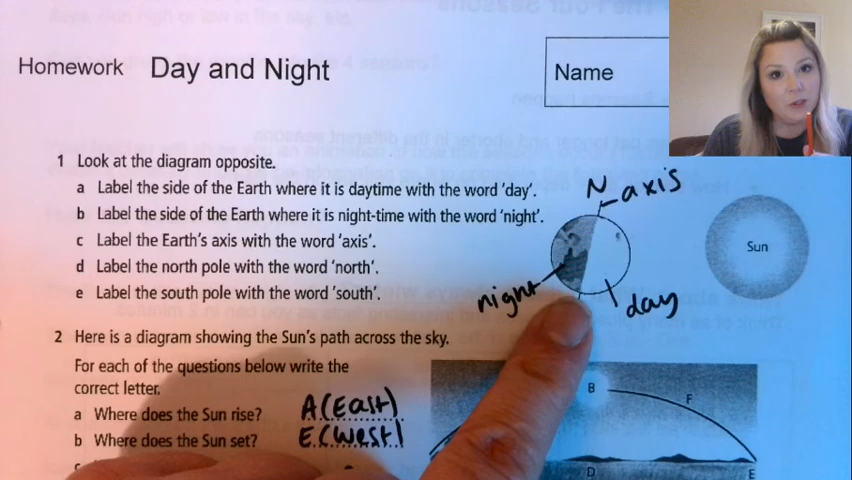 Homework Day and Night
Name
1 Look at the diagram opposite.
a Label the side of the Earth where it is daytime with the word 'day'.
b Label the side of the Earth where it is night-time with the word 'night'.
c Label the Earth's axis with the word 'axis'.
d Label the north pole with the word 'north'.
e Label the south pole with the word 'south'.
N axis
Sun
night
day
2 Here is a diagram showing the Sun's path across the sky.
For each of the questions below write the
correct letter.
a Where does the Sun rise? A(East)
b Where does the Sun set? E(West)
c
B
F
D
E